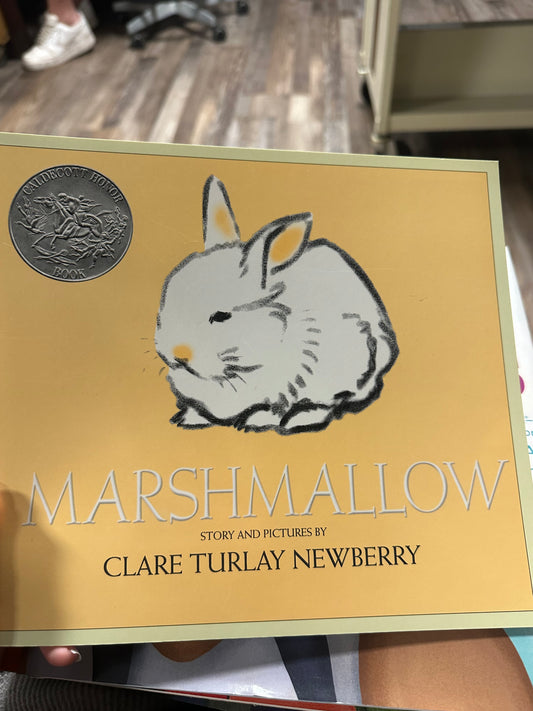 CALDECOTT HONOR
BOOK
MARSHMALLOW
STORY AND PICTURES BY
CLARE TURLAY NEWBERRY